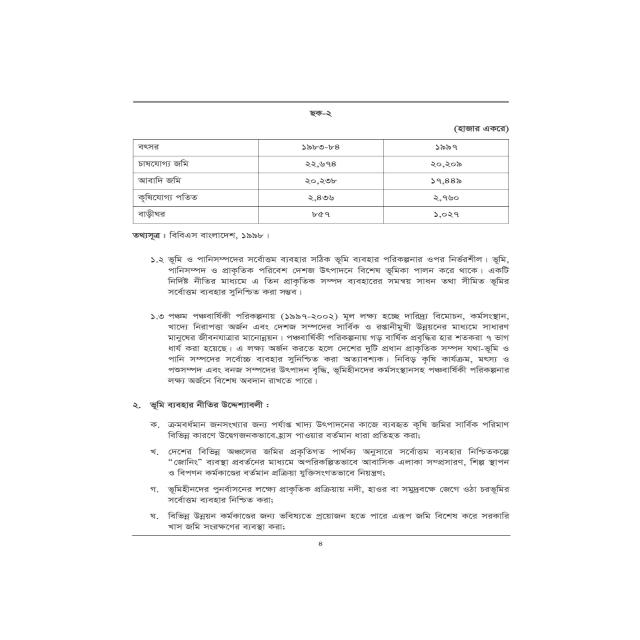 ছক-২
(হাজার একরে)
বৎসর ১৯৮৩-৮৪ ১৯৯৭
চাষযোগ্য জমি ২২,৬৭৪ ২০,২০৯
আবাদি জমি ২০,২৩৮ ১৭,৪৪৯
কৃষিযোগ্য পতিত ২,৪৩৬ ২,৭৬০
বাড়ীঘর ৮৫৭ ১,০২৭
তথ্যসূত্র : বিবিএস বাংলাদেশ, ১৯৯৮।
১.২ ভূমি ও পানিসম্পদের সর্বোত্তম ব্যবহার সঠিক ভূমি ব্যবহার পরিকল্পনার ওপর নির্ভরশীল। ভূমি,
পানিসম্পদ ও প্রাকৃতিক পরিবেশ দেশজ উৎপাদনে বিশেষ ভূমিকা পালন করে থাকে। একটি
নির্দিষ্ট নীতির মাধ্যমে এ তিন প্রাকৃতিক সম্পদ ব্যবহারের সমন্বয় সাধন তথা সীমিত ভূমির
সর্বোত্তম ব্যবহার সুনিশ্চিত করা সম্ভব।
১.৩ পঞ্চম পঞ্চবার্ষিকী পরিকল্পনায় (১৯৯৭-২০০২) মূল লক্ষ্য হচ্ছে দারিদ্র্য বিমোচন, কর্মসংস্থান,
খাদ্যে নিরাপত্তা অর্জন এবং দেশজ সম্পদের সার্বিক ও রপ্তানীমুখী উন্নয়নের মাধ্যমে সাধারণ
মানুষের জীবনযাত্রার মানোন্নয়ন। পঞ্চবার্ষিকী পরিকল্পনায় গড় বার্ষিক প্রবৃদ্ধির হার শতকরা ৭ ভাগ
ধার্য করা হয়েছে। এ লক্ষ্য অর্জন করতে হলে দেশের দুটি প্রধান প্রাকৃতিক সম্পদ যথা-ভূমি ও
পানি সম্পদের সর্বোচ্চ ব্যবহার সুনিশ্চিত করা অত্যাবশ্যক। নিবিড় কৃষি কার্যক্রম, মৎস্য ও
পশুসম্পদ এবং বনজ সম্পদের উৎপাদন বৃদ্ধি, ভূমিহীনদের কর্মসংস্থানসহ পঞ্চবার্ষিকী পরিকল্পনার
লক্ষ্য অর্জনে বিশেষ অবদান রাখতে পারে।
২. ভূমি ব্যবহার নীতির উদ্দেশ্যাবলী :
ক. ক্রমবর্ধমান জনসংখ্যার জন্য পর্যাপ্ত খাদ্য উৎপাদনের কাজে ব্যবহৃত কৃষি জমির সার্বিক পরিমাণ
বিভিন্ন কারণে উদ্বেগজনকভাবে হ্রাস পাওয়ার বর্তমান ধারা প্রতিহত করা;
খ. দেশের বিভিন্ন অঞ্চলের জমির প্রকৃতিগত পার্থক্য অনুসারে সর্বোত্তম ব্যবহার নিশ্চিতকল্পে
“জোনিং” ব্যবস্থা প্রবর্তনের মাধ্যমে অপরিকল্পিতভাবে আবাসিক এলাকা সম্প্রসারণ, শিল্প স্থাপন
ও বিপণন কর্মকাণ্ডের বর্তমান প্রক্রিয়া যুক্তিসংগতভাবে নিয়ন্ত্রণ;
গ. ভূমিহীনদের পুনর্বাসনের লক্ষ্যে প্রাকৃতিক প্রক্রিয়ায় নদী, হাওর বা সমুদ্রবক্ষে জেগে ওঠা চরভূমির
সর্বোত্তম ব্যবহার নিশ্চিত করা;
ঘ. বিভিন্ন উন্নয়ন কর্মকাণ্ডের জন্য ভবিষ্যতে প্রয়োজন হতে পারে এরূপ জমি বিশেষ করে সরকারি
খাস জমি সংরক্ষণের ব্যবস্থা করা;
৪